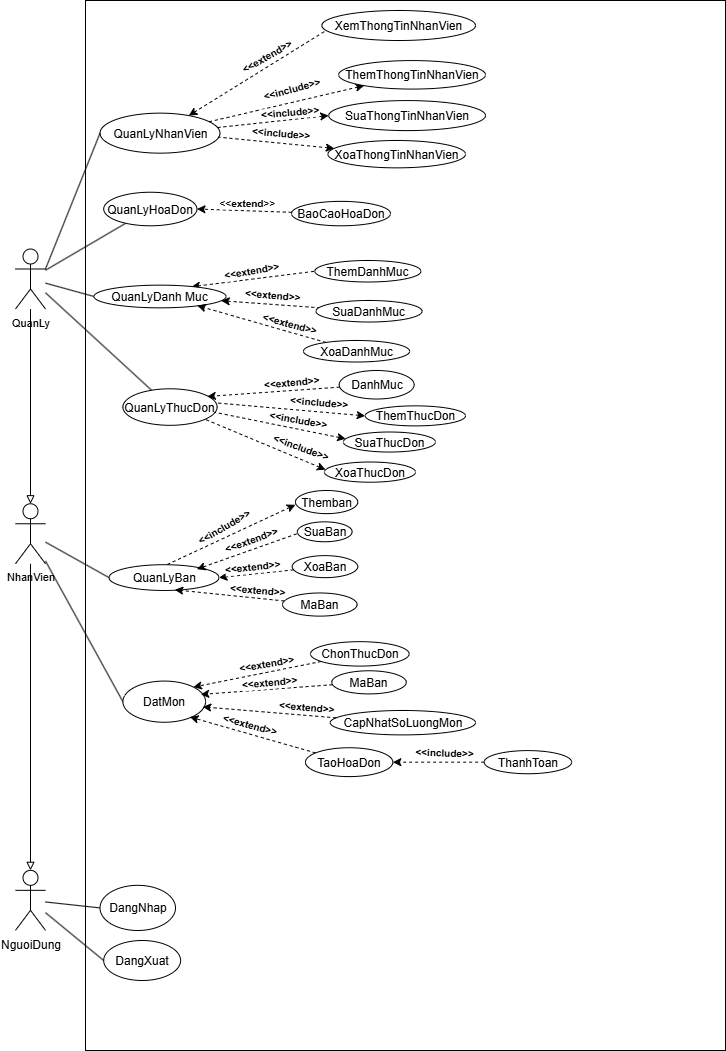 XemThongTinNhanVien
<<extend>>
ThemThongTinNhanVien
<<include>>
SuaThongTinNhanVien
<<include>>
QuanLyNhanVien
<<include>>
XoaThongTinNhanVien
QuanLyHoaDon
<<extend>>
BaoCaoHoaDon
QuanLy
<<extend>>
ThemDanhMuc
QuanLyDanh Muc
<<extend>>
SuaDanhMuc
<<extend>>
XoaDanhMuc
<<extend>>
DanhMuc
QuanLyThucDon
<<include>>
ThemThucDon
<<include>>
SuaThucDon
<<include>>
XoaThucDon
Themban
<<include>>
SuaBan
<<extend>>
NhanVien
QuanLyBan
<<extend>>
XoaBan
<<extend>>
MaBan
ChonThucDon
<<extend>>
MaBan
<<extend>>
DatMon
<<extend>>
CapNhatSoLuongMon
<<extend>>
TaoHoaDon
<<include>>
ThanhToan
DangNhap
NguoiDung
DangXuat